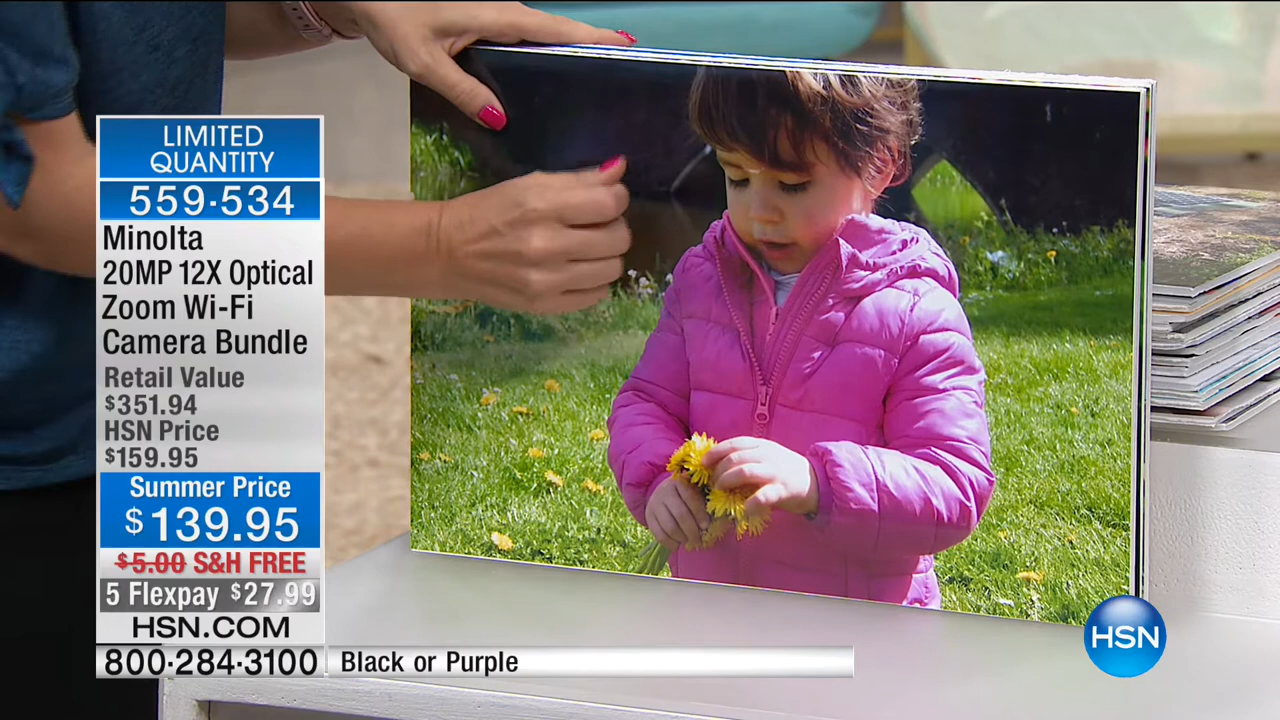 LIMITED
QUANTITY
559·534
Minolta
20MP 12X Optical
Zoom Wi-Fi
Camera Bundle
Retail Value
$351.94
HSN Price
$159.95
Summer Price
$139.95
$5.00 S&H FREE
5 Flexpay $27.99
HSN.COM
800·284·3100 Black or Purple
HSN